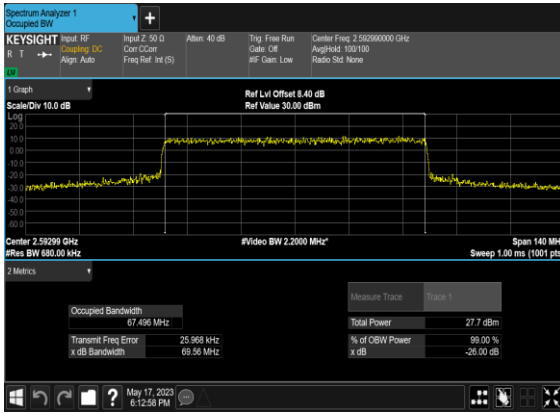 Spectrum Analyzer 1
Occupied BW
+
KEYSIGHT
R T
LXI
Input: RF
Coupling: DC
Align: Auto
Input Z: 50 Ω
Corr CCorr
Freq Ref: Int (S)
Atten: 40 dB
Trig: Free Run
Gate: Off
#IF Gain: Low
Center Freq: 2.592990000 GHz
Avg|Hold: 100/100
Radio Std: None
1 Graph
Scale/Div 10.0 dB
Ref Lvl Offset 8.40 dB
Ref Value 30.00 dBm
Log
20.0
10.0
0.00
-10.0
-20.0
-30.0
-40.0
-50.0
-60.0
Center 2.59299 GHz
#Video BW 2.2000 MHz*
Span 140 MH
#Res BW 680.00 kHz
Sweep 1.00 ms (1001 pts
2 Metrics
Measure Trace
Trace 1
Occupied Bandwidth
67.496 MHz
Total Power
27.7 dBm
Transmit Freq Error
25.968 kHz
% of OBW Power
99.00 %
x dB Bandwidth
69.56 MHz
x dB
-26.00 dB
?
May 17, 2023
6:12:58 PM